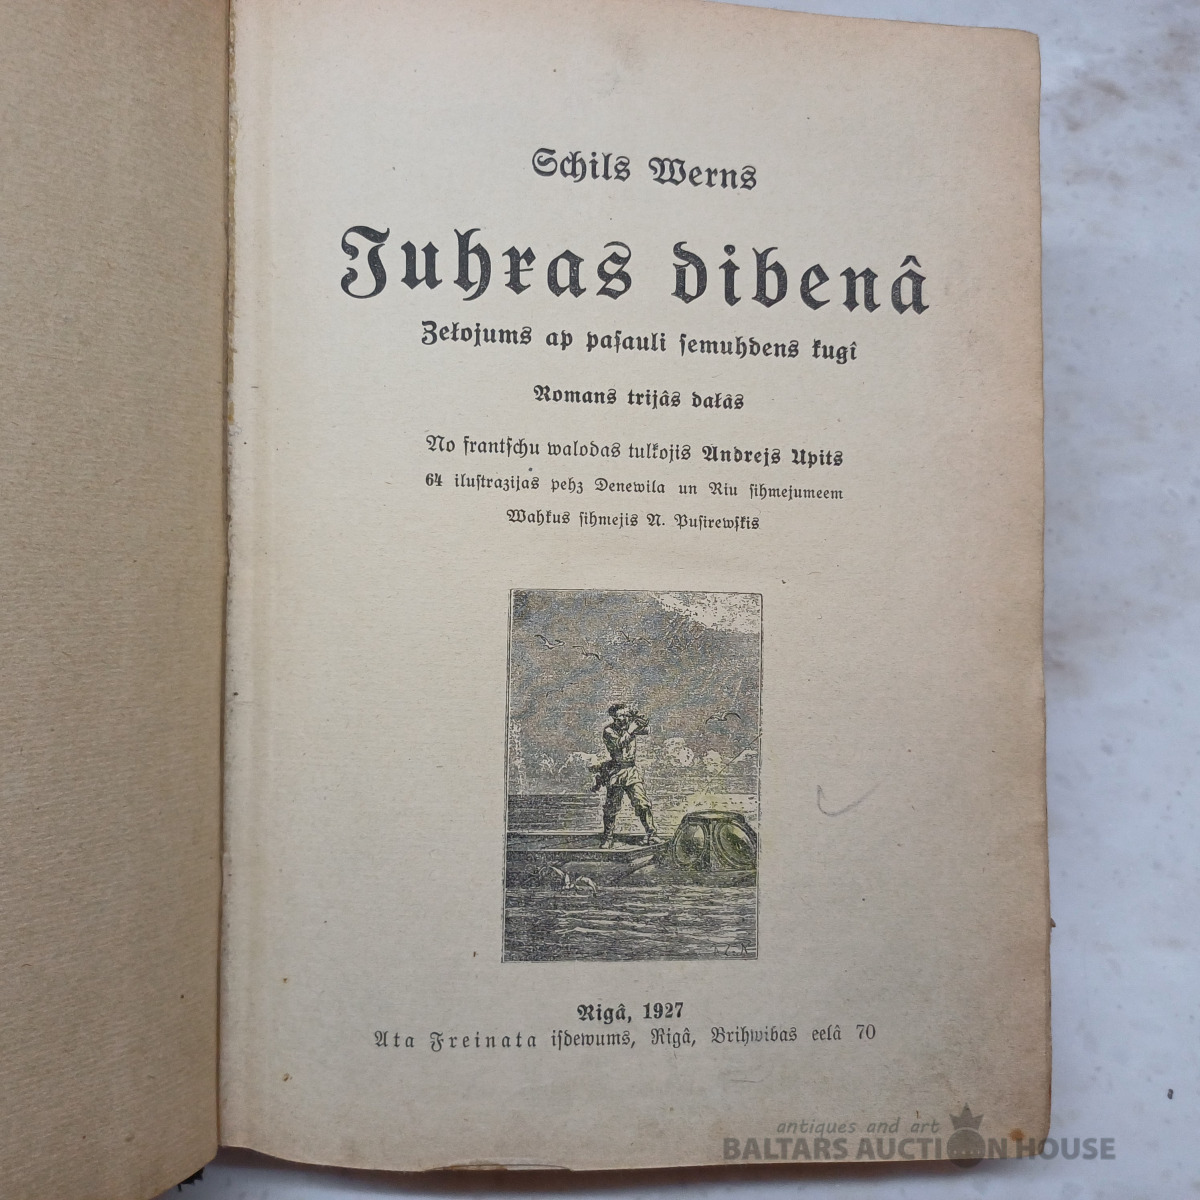 Schils Werns
Juhras dibenâ
Zełojums ap paſauli ſemuhdens kugî
Romans trijâs dałâs
No frantſchu walodas tulkojis Andrejs Upits
64 iluſtrazijas pehz Denewila un Riu ſihmejumeem
Wahkus ſihmejis N. Puſirewſkis
Rigâ, 1927
Ata Freinata iſdewums, Rigâ, Brihwibas eelâ 70
antiques and art
BALTARS AUCTION HOUSE